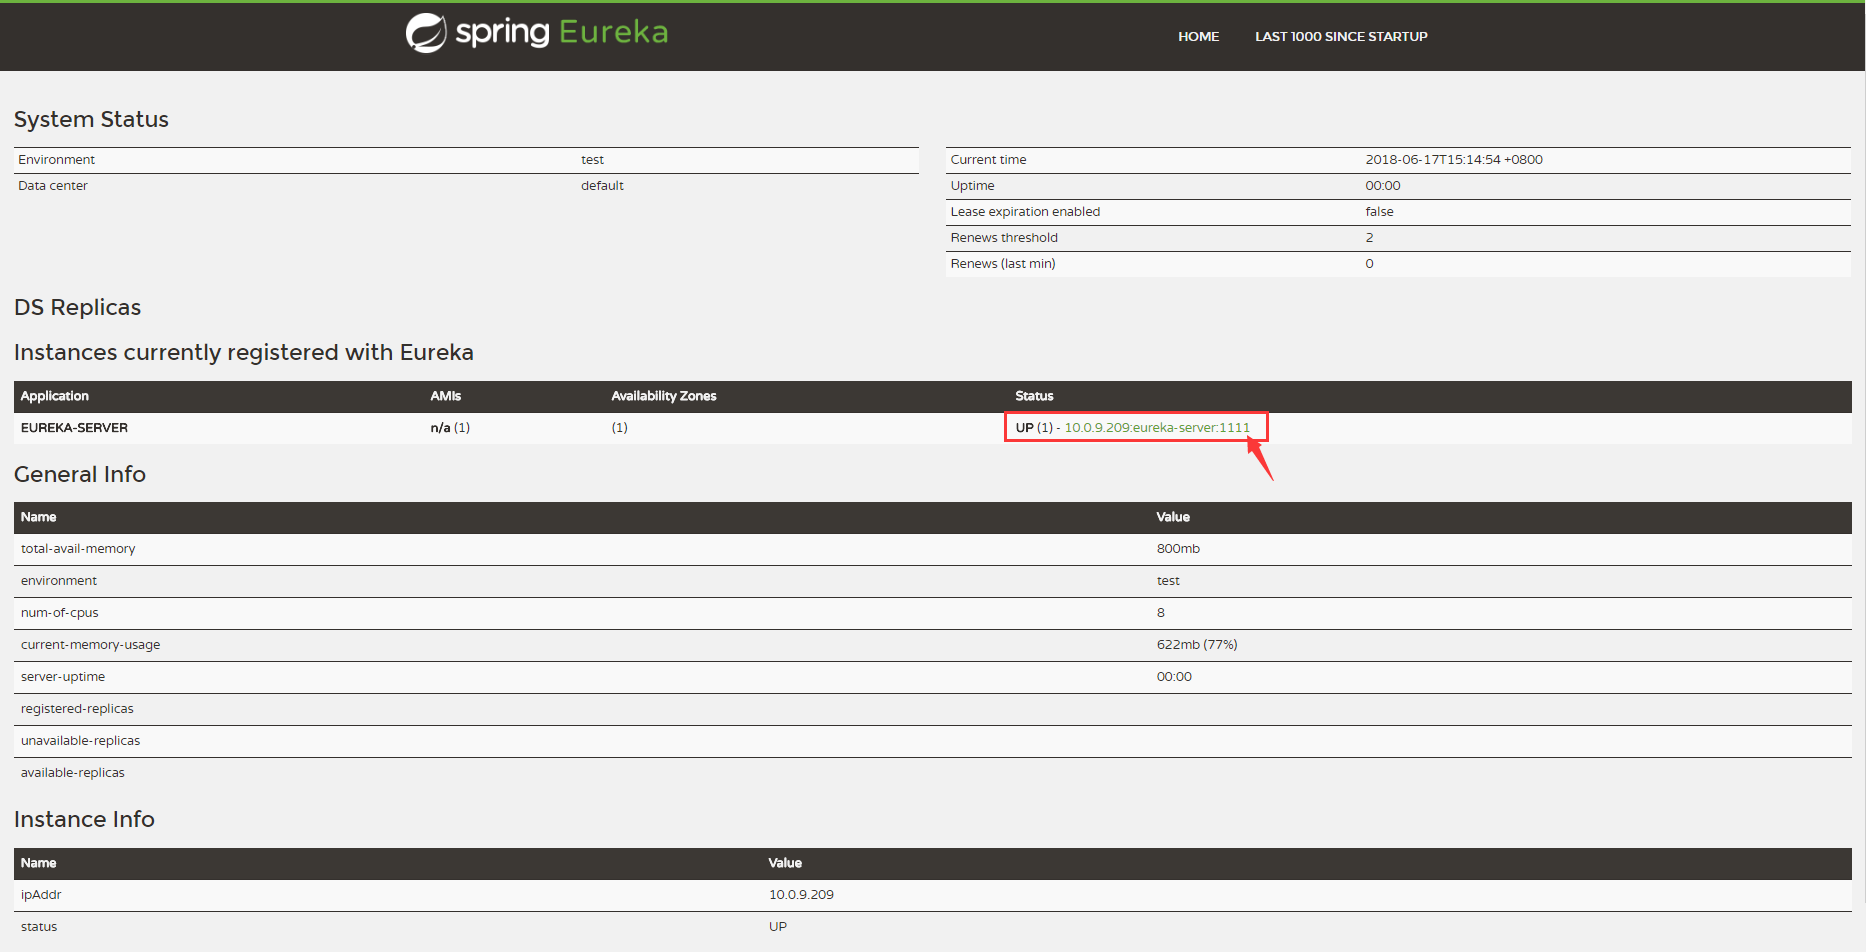 spring Eureka
HOME LAST 1000 SINCE STARTUP
System Status
Environment test
Data center default
Current time 2018-06-17T15:14:54 +0800
Uptime 00:00
Lease expiration enabled false
Renews threshold 2
Renews (last min) 0
DS Replicas
Instances currently registered with Eureka
Application AMIs Availability Zones Status
EUREKA-SERVER n/a (1) (1) UP (1) - 10.0.9.209:eureka-server:1111
General Info
Name Value
total-avail-memory 800mb
environment test
num-of-cpus 8
current-memory-usage 622mb (77%)
server-uptime 00:00
registered-replicas
unavailable-replicas
available-replicas
Instance Info
Name Value
ipAddr 10.0.9.209
status UP